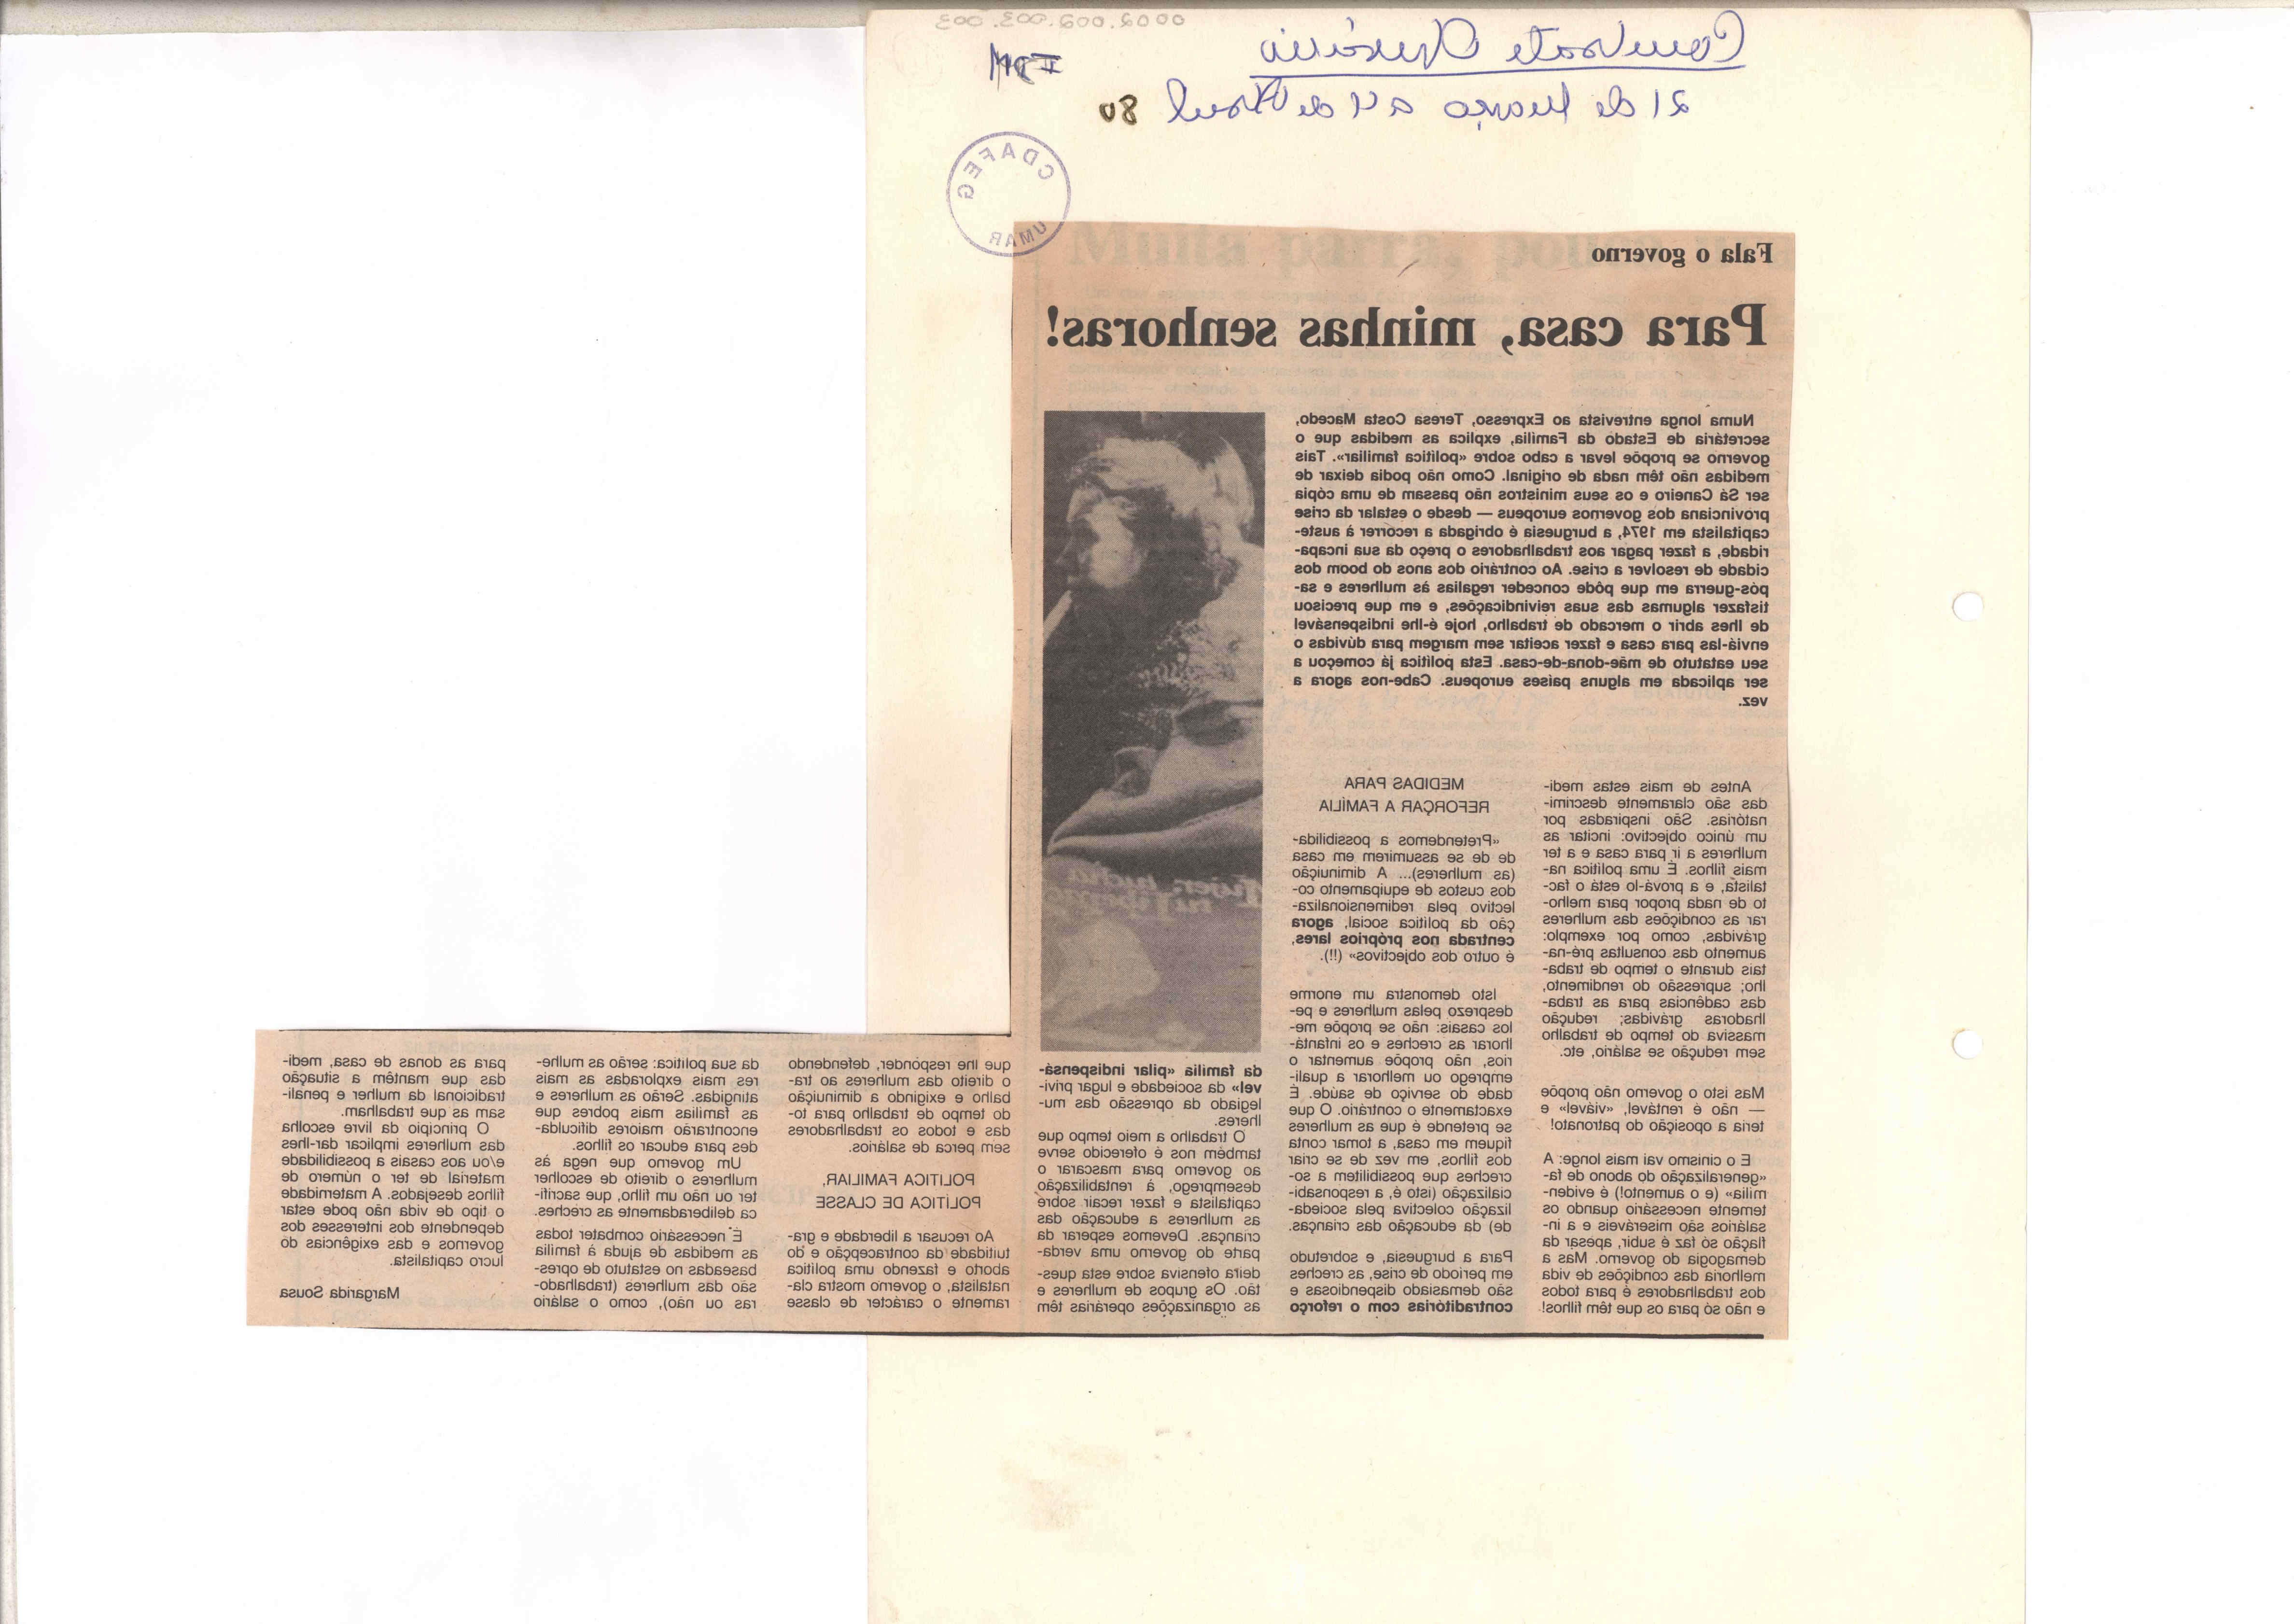 0009.009.003.003
Combate Operário
21 de Março a 11 de Abril 80
CDAFEG
UMAR
Fala o governo
Para casa, minhas senhoras!
Numa longa entrevista ao Expresso, Teresa Costa Macedo,
secretária de Estado da Família, explica as medidas que o
governo se propõe levar a cabo sobre «política familiar». Tais
medidas não têm nada de original. Como não podia deixar de
ser Sá Caneiro e os seus ministros não passam de uma cópia
provinciana dos governos europeus — desde o estalar da crise
capitalista em 1974, a burguesia é obrigada a recorrer à auste-
ridade, a fazer pagar aos trabalhadores o preço da sua incapa-
cidade de resolver a crise. Ao contrário dos anos do boom dos
pós-guerra em que pôde conceder regalias às mulheres e sa-
tisfazer algumas das suas reivindicações, e em que precisou
de lhes abrir o mercado de trabalho, hoje é-lhe indispensável
enviá-las para casa e fazer aceitar sem margem para dúvidas o
seu eatatuto de mãe-dona-de-casa. Esta política já começou a
ser aplicada em alguns países europeus. Cabe-nos agora a
vez.
Antes de mais estas medi-
das são claramente descrimi-
natórias. São inspiradas por
um único objectivo: incitar as
mulheres a ir para casa e a ter
mais filhos. É uma política na-
talista, e a prová-lo está o fac-
to de nada propor para melho-
rar as condições das mulheres
grávidas, como por exemplo:
aumento das consultas pré-na-
tais durante o tempo de traba-
lho; supressão do rendimento,
das cadências para as traba-
lhadoras grávidas; redução
massiva do tempo de trabalho
sem redução se salário, etc.
Mas isto o governo não propõe
— não é rentável, «viável» e
teria a oposição do patronato!
E o cinismo vai mais longe: A
«generalização do abono de fa-
mília» (e o aumento!) é eviden-
temente necessário quando os
salários são miseráveis e a in-
flação só faz é subir, apesar da
demagogia do governo. Mas a
melhoria das condições de vida
dos trabalhadores é para todos
e não só para os que têm filhos!
MEDIDAS PARA
REFORÇAR A FAMÍLIA
«Pretendemos a possibilida-
de de se assumirem em casa
(as mulheres)... A diminuição
dos custos de equipamento co-
lectivo pela redimensionaliza-
ção da política social, agora
centrada nos próprios lares,
é outro dos objectivos» (!!).
Isto demonstra um enorme
desprezo pelas mulheres e pe-
los casais: não se propõe me-
lhorar as creches e os infantá-
rios, não propõe aumentar o
emprego ou melhorar a quali-
dade do serviço de saúde. É
exactamente o contrário. O que
se pretende é que as mulheres
fiquem em casa, a tomar conta
dos filhos, em vez de se criar
creches que possibilitem a so-
cialização (isto é, a responsabi-
lização colectiva pela socieda-
de) da educação das crianças.
Para a burguesia, e sobretudo
em período de crise, as creches
são demasiado dispendiosas e
contraditórias com o reforço
da família «pilar indispensá-
vel» da sociedade e lugar privi-
legiado da opressão das mu-
lheres.
O trabalho a meio tempo que
também nos é oferecido serve
ao governo para mascarar o
desemprego, à rentabilização
capitalista e fazer recair sobre
as mulheres a educação das
crianças. Devemos esperar da
parte do governo uma verda-
deira ofensiva sobre esta ques-
tão. Os grupos de mulheres e
as organizações operárias têm
que lhe responder, defendendo
o direito das mulheres ao tra-
balho e exigindo a diminuição
do tempo de trabalho para to-
das e todos os trabalhadores
sem perca de salários.
POLITICA FAMILIAR,
POLÍTICA DE CLASSE
Ao recusar a liberdade e gra-
tuitidade da contracepção e do
aborto e fazendo uma política
natalista, o governo mostra cla-
ramente o carácter de classe
da sua política: serão as mulhe-
res mais exploradas as mais
atingidas. Serão as mulheres e
as famílias mais pobres que
encontrarão maiores dificulda-
des para educar os filhos.
Um governo que nega às
mulheres o direito de escolher
ter ou não um filho, que sacrifi-
ca deliberadamente as creches.
É necessário combater todas
as medidas de ajuda à família
baseadas no estatuto de opres-
são das mulheres (trabalhado-
ras ou não), como o salário
para as donas de casa, medi-
das que mantêm a situação
tradicional da mulher e penali-
sam as que trabalham.
O princípio da livre escolha
das mulheres implicar dar-lhes
e/ou aos casais a possibilidade
material de ter o número de
filhos desejados. A maternidade
o tipo de vida não pode estar
dependente dos interesses dos
governos e das exigências do
lucro capitalista.
Margarida Sousa